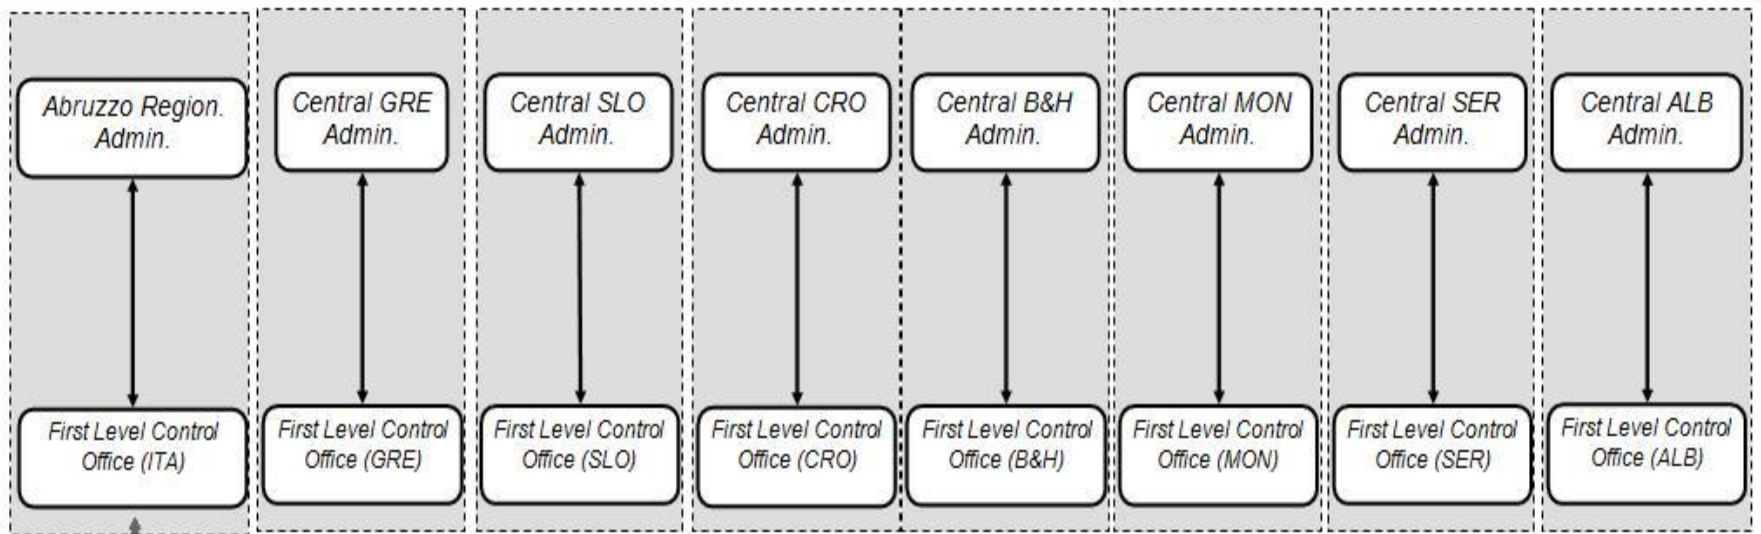 Abruzzo Region.
Admin.
Central GRE
Admin.
Central SLO
Admin.
Central CRO
Admin.
Central B&H
Admin.
Central MON
Admin.
Central SER
Admin.
Central ALB
Admin.
First Level Control
Office (ITA)
First Level Control
Office (GRE)
First Level Control
Office (SLO)
First Level Control
Office (CRO)
First Level Control
Office (B&H)
First Level Control
Office (MON)
First Level Control
Office (SER)
First Level Control
Office (ALB)